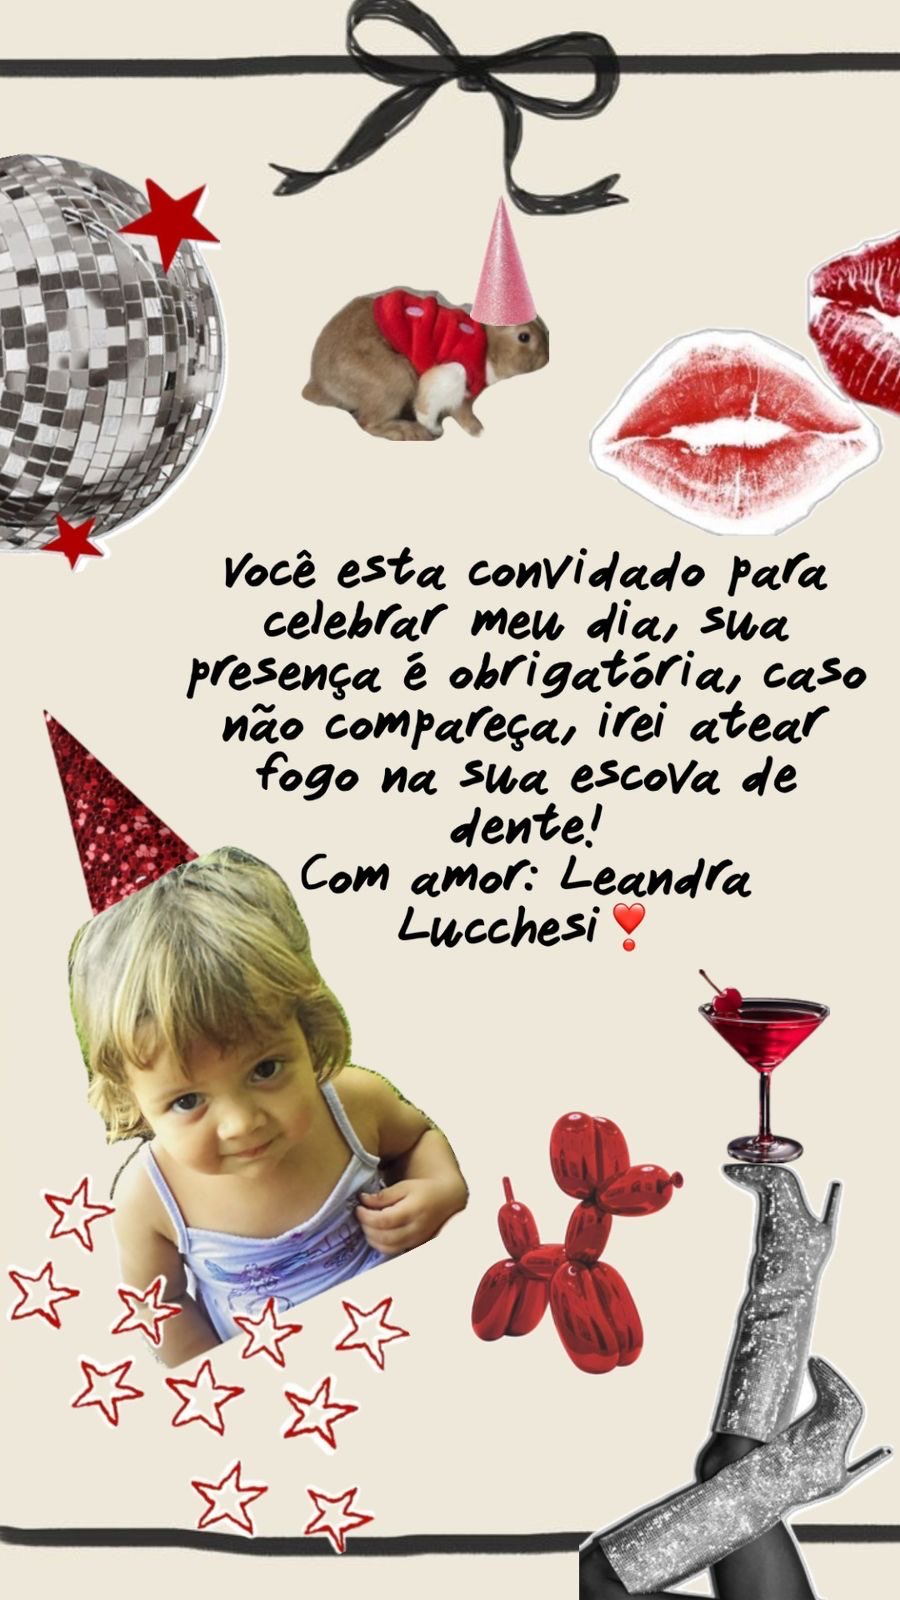 Você esta convidado para
celebrar meu dia, sua
presença é obrigatória, caso
não compareça, irei atear
fogo na sua escova de
dente!
Com amor: Leandra
Lucchesi❣️